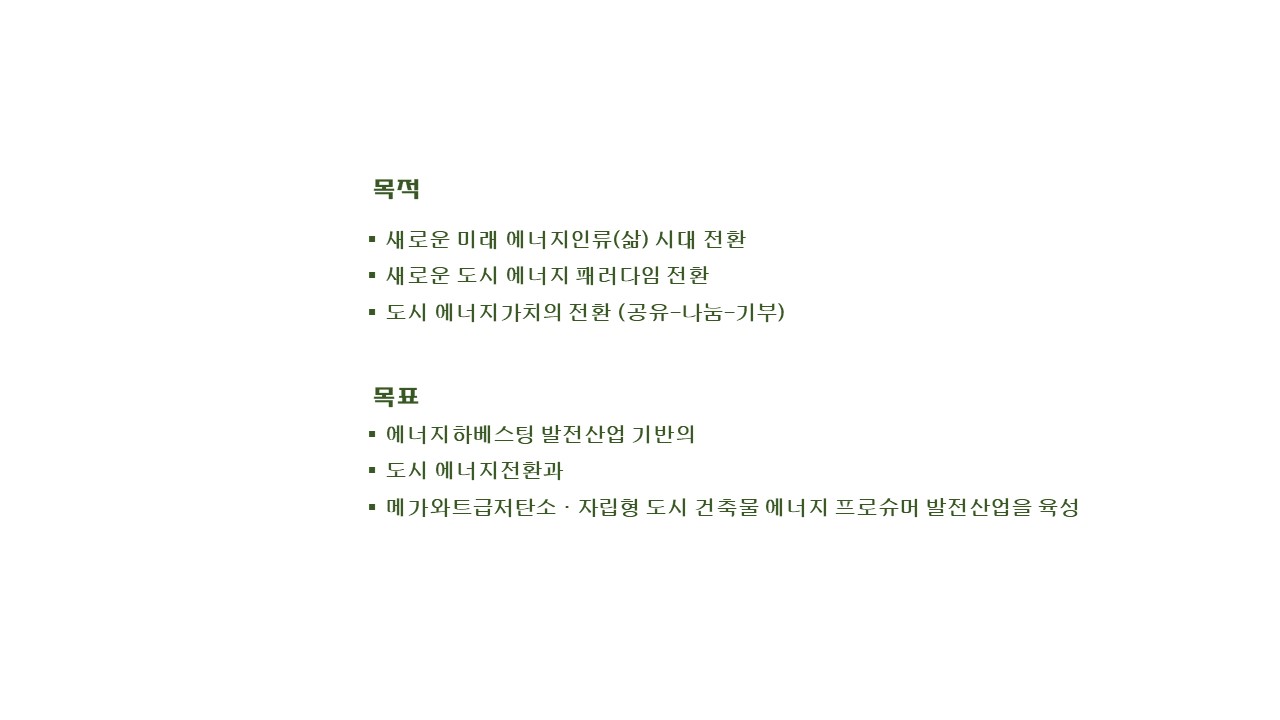 목적
▪ 새로운 미래 에너지인류(삶) 시대 전환
▪ 새로운 도시 에너지 패러다임 전환
▪ 도시 에너지가치의 전환 (공유–나눔–기부)
목표
▪ 에너지하베스팅 발전산업 기반의
▪ 도시 에너지전환과
▪ 메가와트급저탄소 · 자립형 도시 건축물 에너지 프로슈머 발전산업을 육성